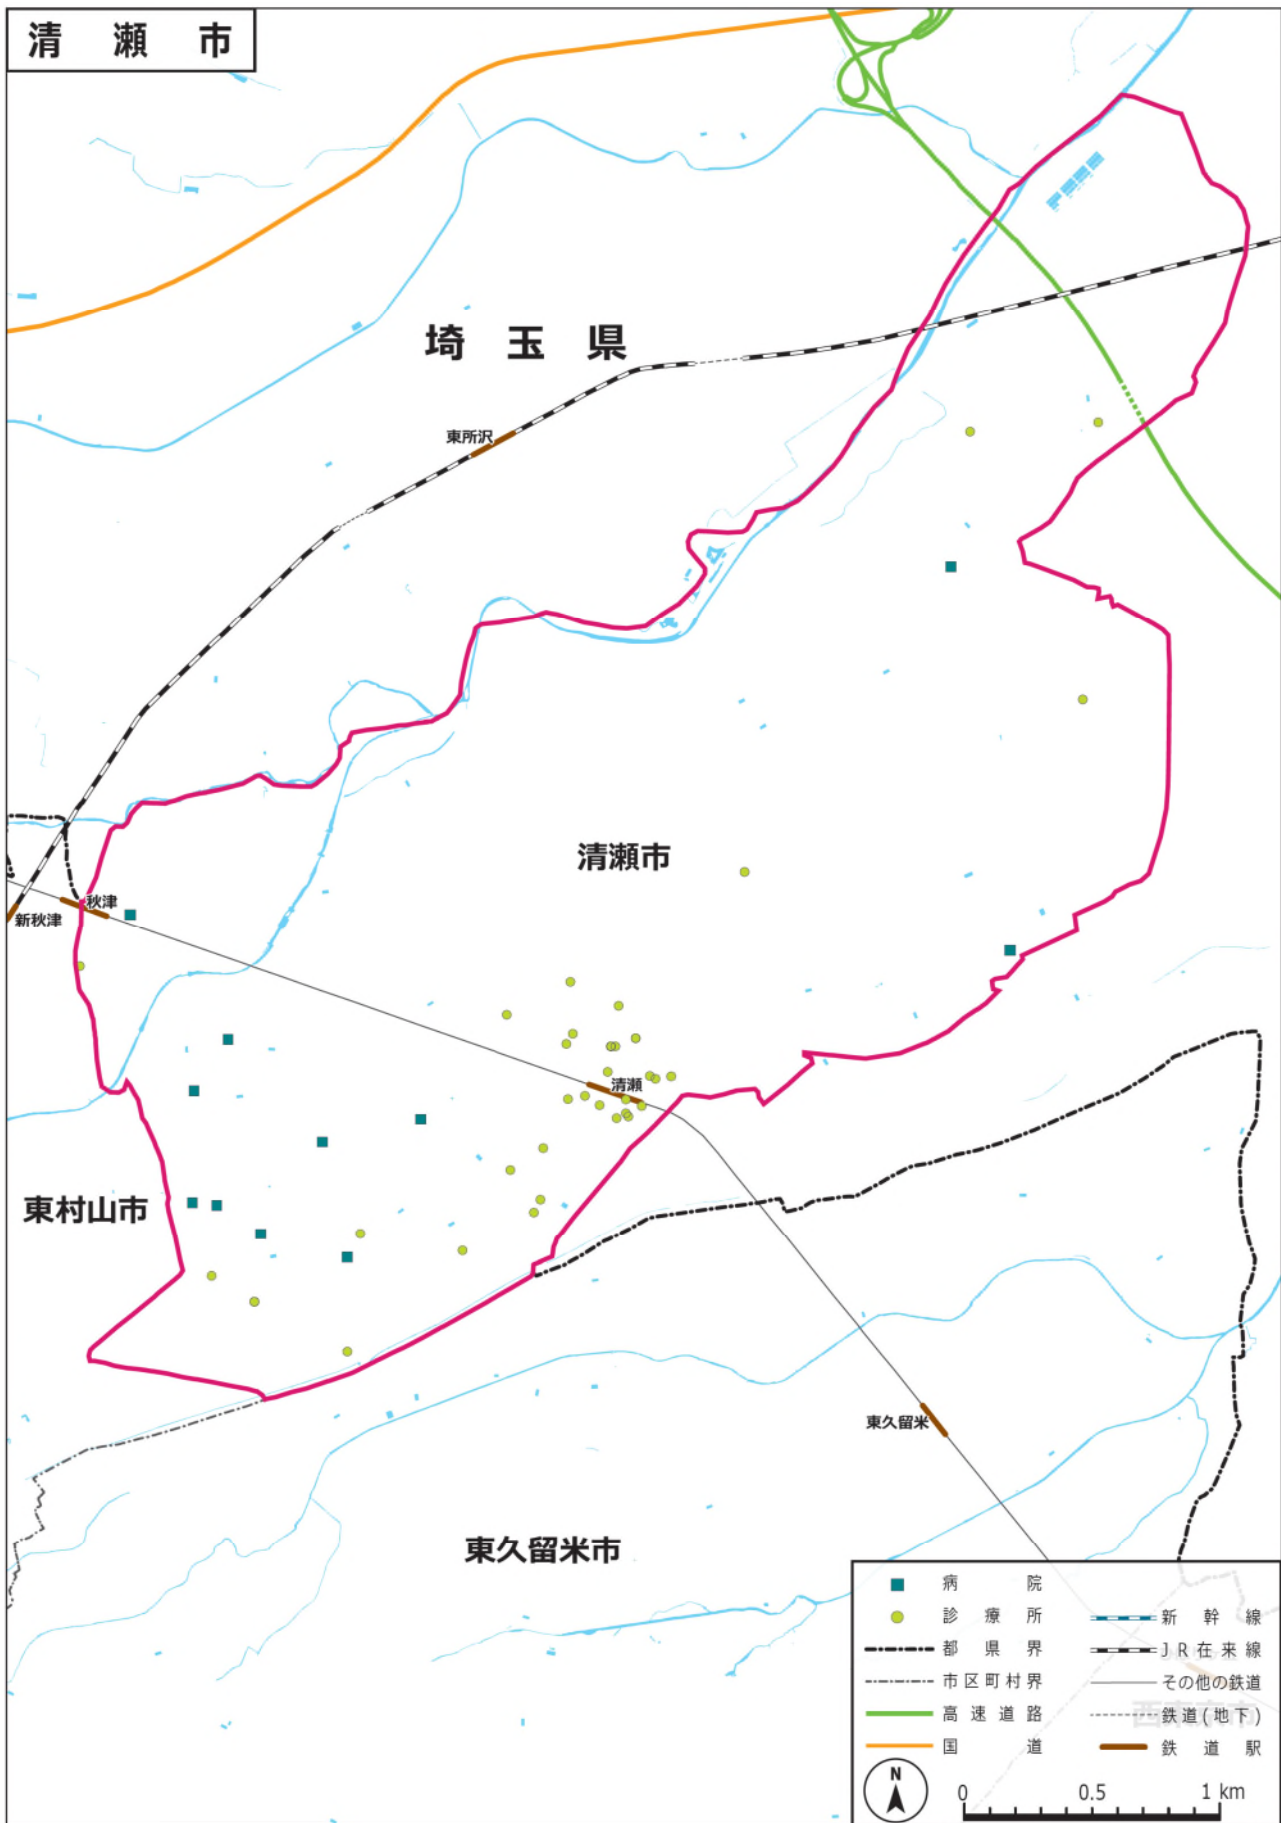 清瀬市
埼玉県
東所沢
清瀬市
秋津
新秋津
清瀬
東村山市
東久留米
東久留米市
病院
診療所
新幹線
都県界
JR在来線
市区町村界
その他の鉄道
高速道路
鉄道(地下)
西東京市
国道
鉄道駅
N
0 0.5 1 km